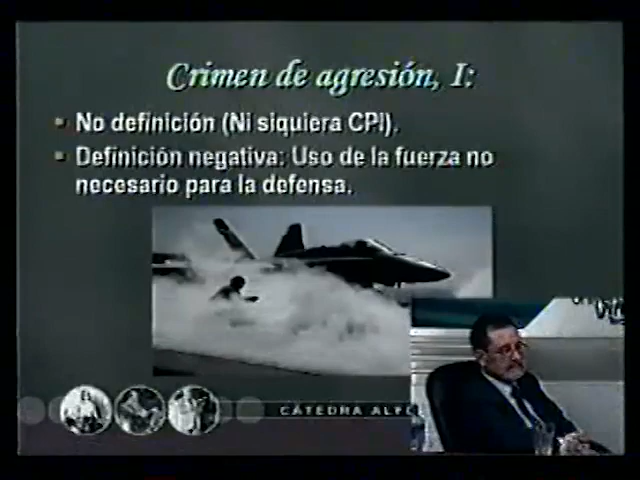 Crimen de agresión, I:
No definición (Ni siquiera CPI).
Definición negativa: Uso de la fuerza no
necesario para la defensa.
CÁTEDRA ALFO